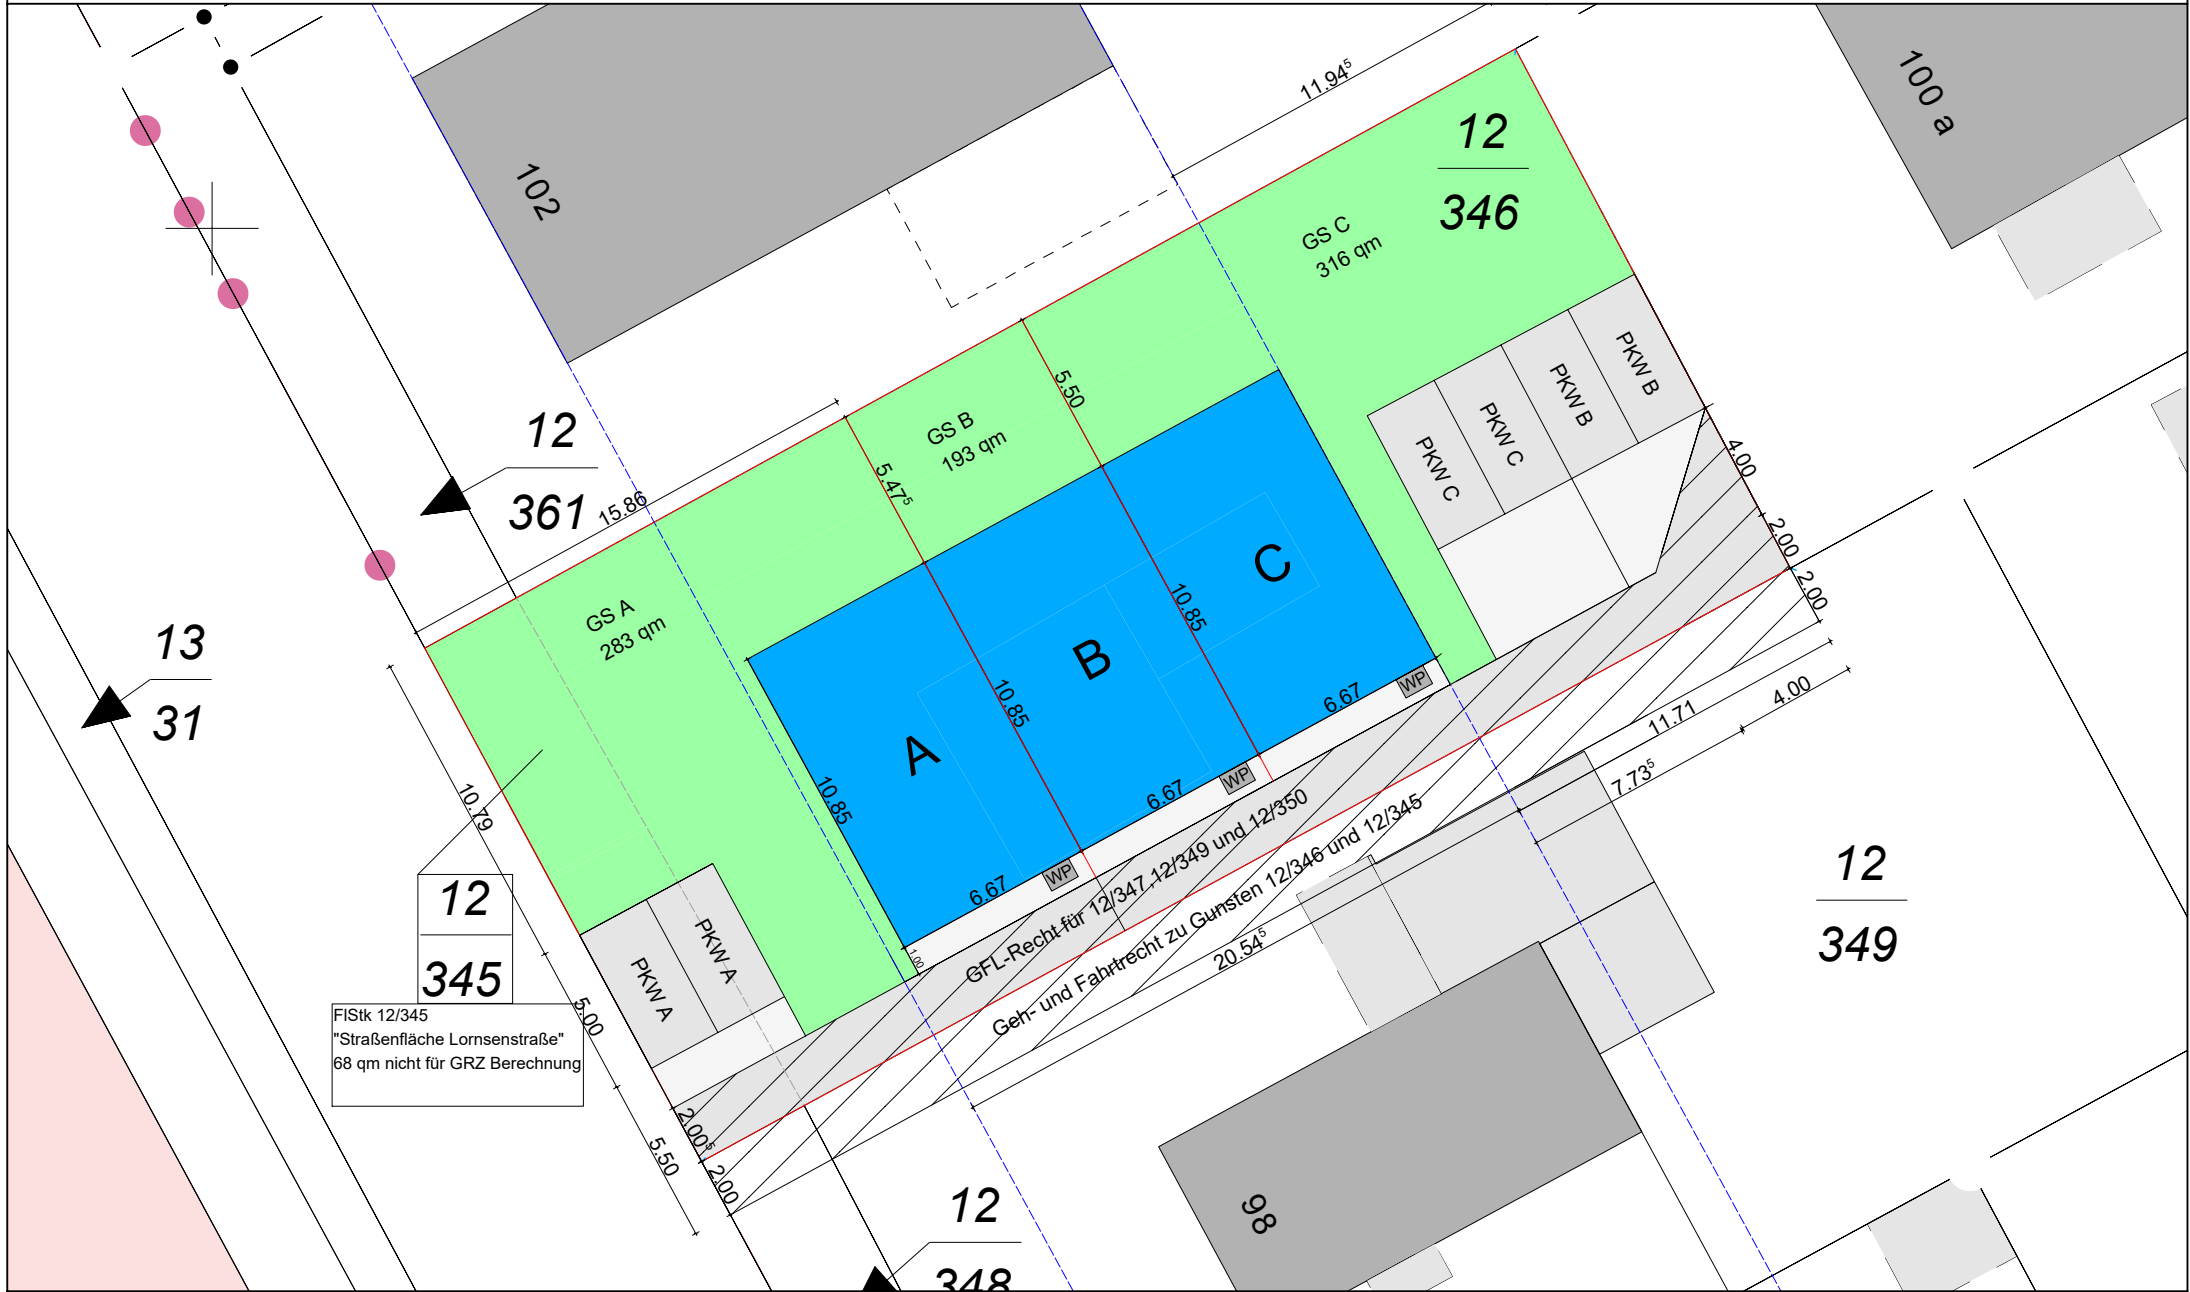 102
100 a
11.94⁵
12
346
GS C
316 qm
PKW B
PKW B
PKW C
PKW C
5.50
GS B
193 qm
5.47⁵
12
361
15.86
GS A
283 qm
4.00
2.00
2.00
13
31
A
B
C
10.85
10.85
10.85
6.67
6.67
6.67
WP
WP
WP
1.00
10.79
5.00
5.50
2.00⁵
2.00
PKW A
PKW A
GFL-Recht für 12/347,12/349 und 12/350
Geh- und Fahrtrecht zu Gunsten 12/346 und 12/345
20.54⁵
11.71
7.73⁵
4.00
12
349
12
345
FlStk 12/345
"Straßenfläche Lornsenstraße"
68 qm nicht für GRZ Berechnung
98
12
348